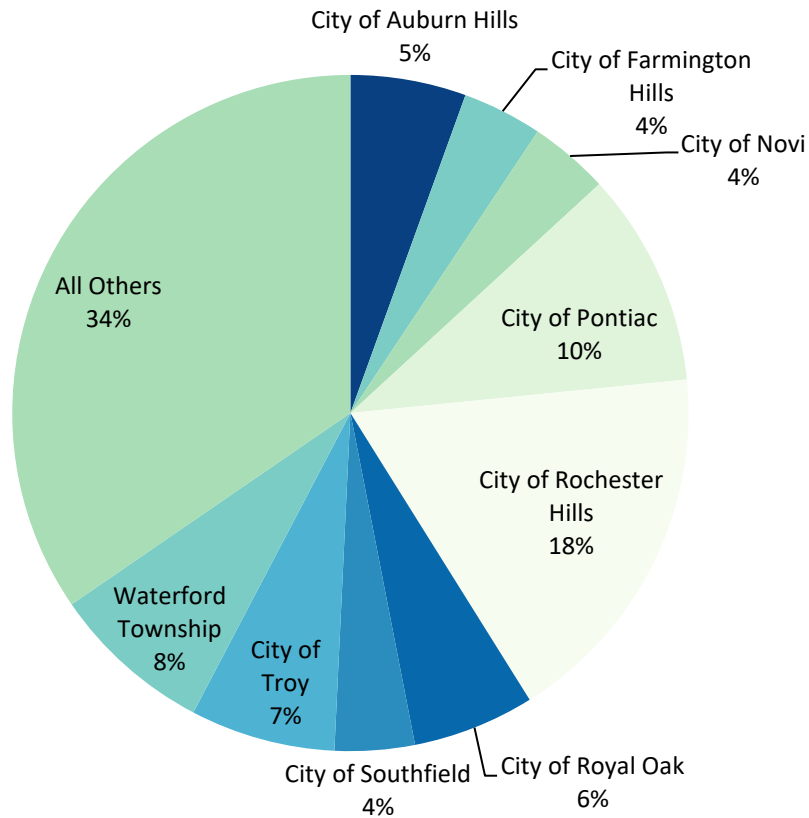 City of Auburn Hills
5%
City of Farmington
Hills
4%
City of Novi
4%
City of Pontiac
10%
City of Rochester
Hills
18%
City of Royal Oak
6%
City of Southfield
4%
City of
Troy
7%
Waterford
Township
8%
All Others
34%